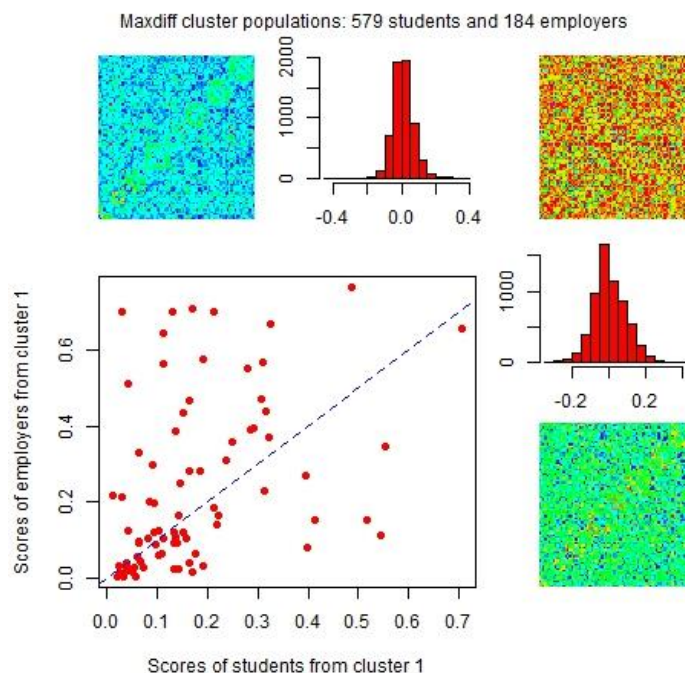 Maxdiff cluster populations: 579 students and 184 employers
0 1000 2000
-0.4 0.0 0.4
0 1000
-0.2 0.2
Scores of employers from cluster 1
0.0 0.2 0.4 0.6
0.0 0.1 0.2 0.3 0.4 0.5 0.6 0.7
Scores of students from cluster 1